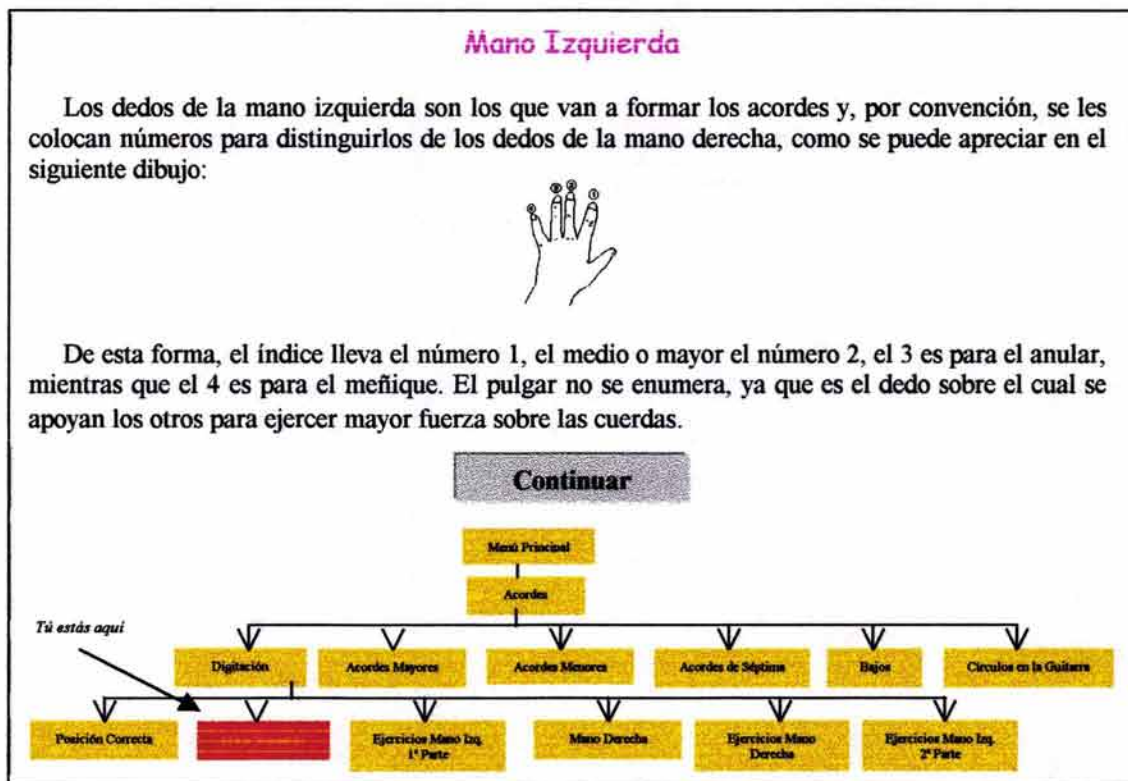 Mano Izquierda
Los dedos de la mano izquierda son los que van a formar los acordes y, por convención, se les
colocan números para distinguirlos de los dedos de la mano derecha, como se puede apreciar en el
siguiente dibujo:
4 3 2 1
De esta forma, el índice lleva el número 1, el medio o mayor el número 2, el 3 es para el anular,
mientras que el 4 es para el meñique. El pulgar no se enumera, ya que es el dedo sobre el cual se
apoyan los otros para ejercer mayor fuerza sobre las cuerdas.
Continuar
Menú Principal
Acordes
Tú estás aquí
Digitación
Acordes Mayores
Acordes Menores
Acordes de Séptima
Bajos
Círculos en la Guitarra
Posición Correcta
Ejercicios Mano Izq.
1ª Parte
Mano Derecha
Ejercicios Mano
Derecha
Ejercicios Mano Izq.
2ª Parte